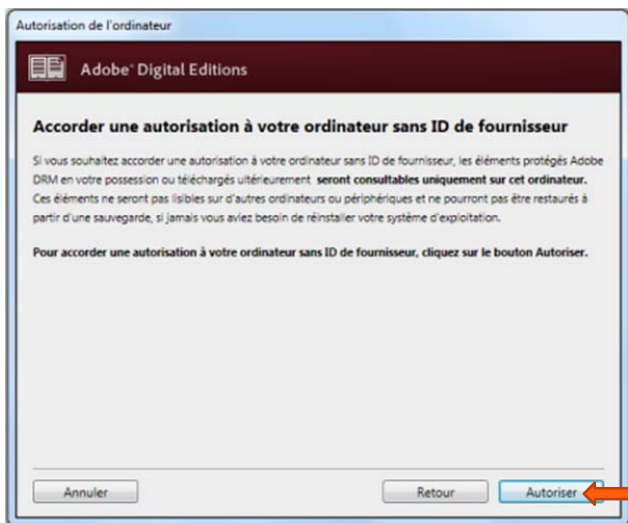 Autorisation de l'ordinateur
Adobe® Digital Editions
Accorder une autorisation à votre ordinateur sans ID de fournisseur
Si vous souhaitez accorder une autorisation à votre ordinateur sans ID de fournisseur, les éléments protégés Adobe
DRM en votre possession ou téléchargés ultérieurement seront consultables uniquement sur cet ordinateur.
Ces éléments ne seront pas lisibles sur d'autres ordinateurs ou périphériques et ne pourront pas être restaurés à
partir d'une sauvegarde, si jamais vous aviez besoin de réinstaller votre système d'exploitation.
Pour accorder une autorisation à votre ordinateur sans ID de fournisseur, cliquez sur le bouton Autoriser.
Annuler Retour Autoriser